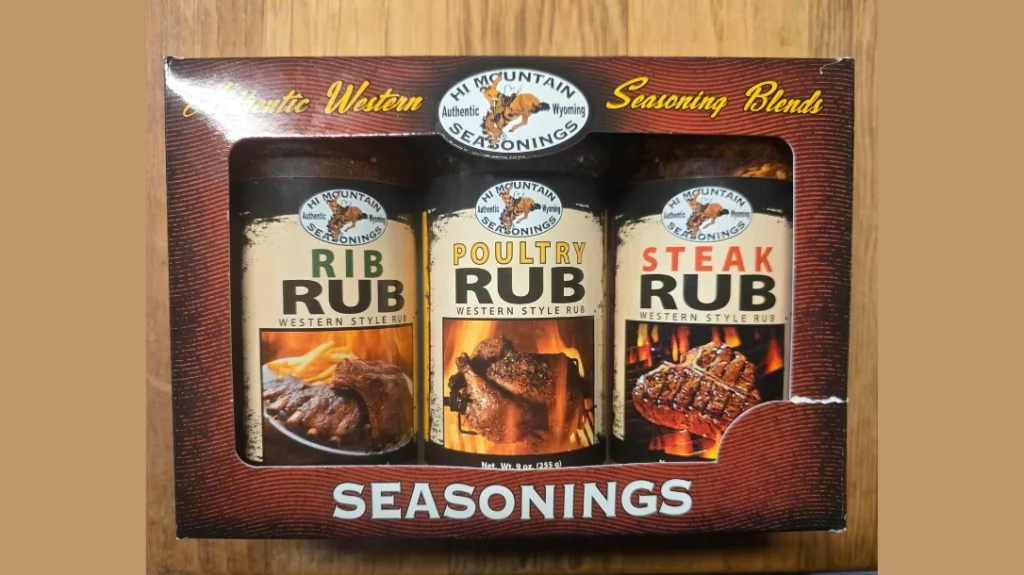 Authentic Western
Seasoning Blends
HI MOUNTAIN
Authentic Wyoming
SEASONINGS
HI MOUNTAIN
Authentic Wyoming
SEASONINGS
RIB
RUB
WESTERN STYLE RUB
HI MOUNTAIN
Authentic Wyoming
SEASONINGS
POULTRY
RUB
WESTERN STYLE RUB
Net. Wt. 9 oz. (255 g)
HI MOUNTAIN
Authentic Wyoming
SEASONINGS
STEAK
RUB
WESTERN STYLE RUB
SEASONINGS